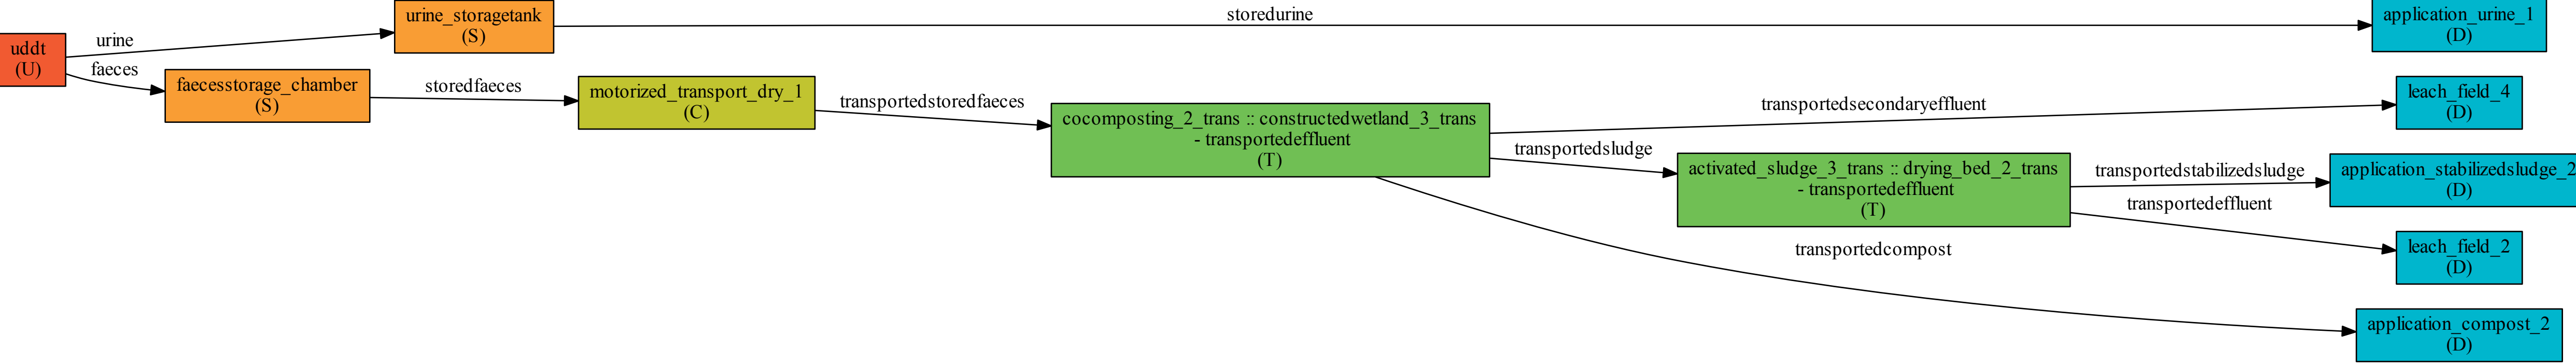 uddt
(U)
urine
faeces
urine_storagetank
(S)
faecesstorage_chamber
(S)
storedurine
storedfaeces
motorized_transport_dry_1
(C)
transportedstoredfaeces
cocomposting_2_trans :: constructedwetland_3_trans
- transportedeffluent
(T)
transportedsecondaryeffluent
transportedsludge
transportedcompost
activated_sludge_3_trans :: drying_bed_2_trans
- transportedeffluent
(T)
transportedstabilizedsludge
transportedeffluent
application_urine_1
(D)
leach_field_4
(D)
application_stabilizedsludge_2
(D)
leach_field_2
(D)
application_compost_2
(D)